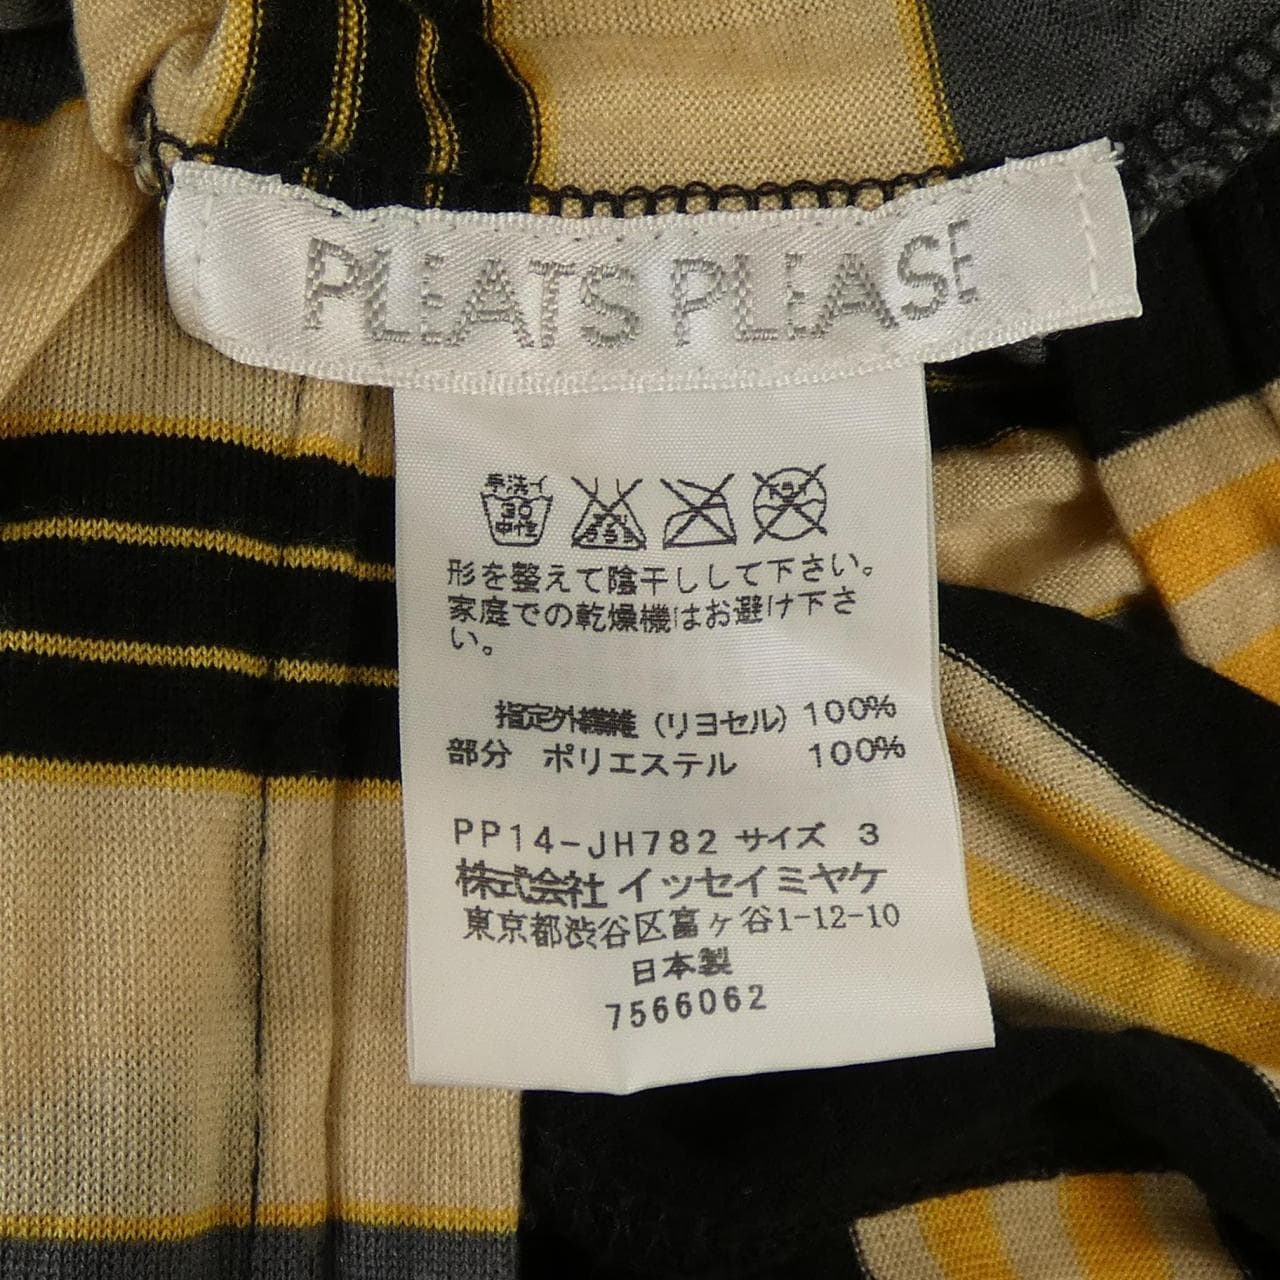 PLEATS PLEASE
手洗イ
30
中性
形を整えて陰干しして下さい。
家庭での乾燥機はお避け下さ
い。
指定外繊維 (リヨセル) 100%
部分 ポリエステル 100%
PP14-JH782 サイズ 3
株式会社 イッセイミヤケ
東京都渋谷区富ヶ谷1-12-10
日本製
7566062